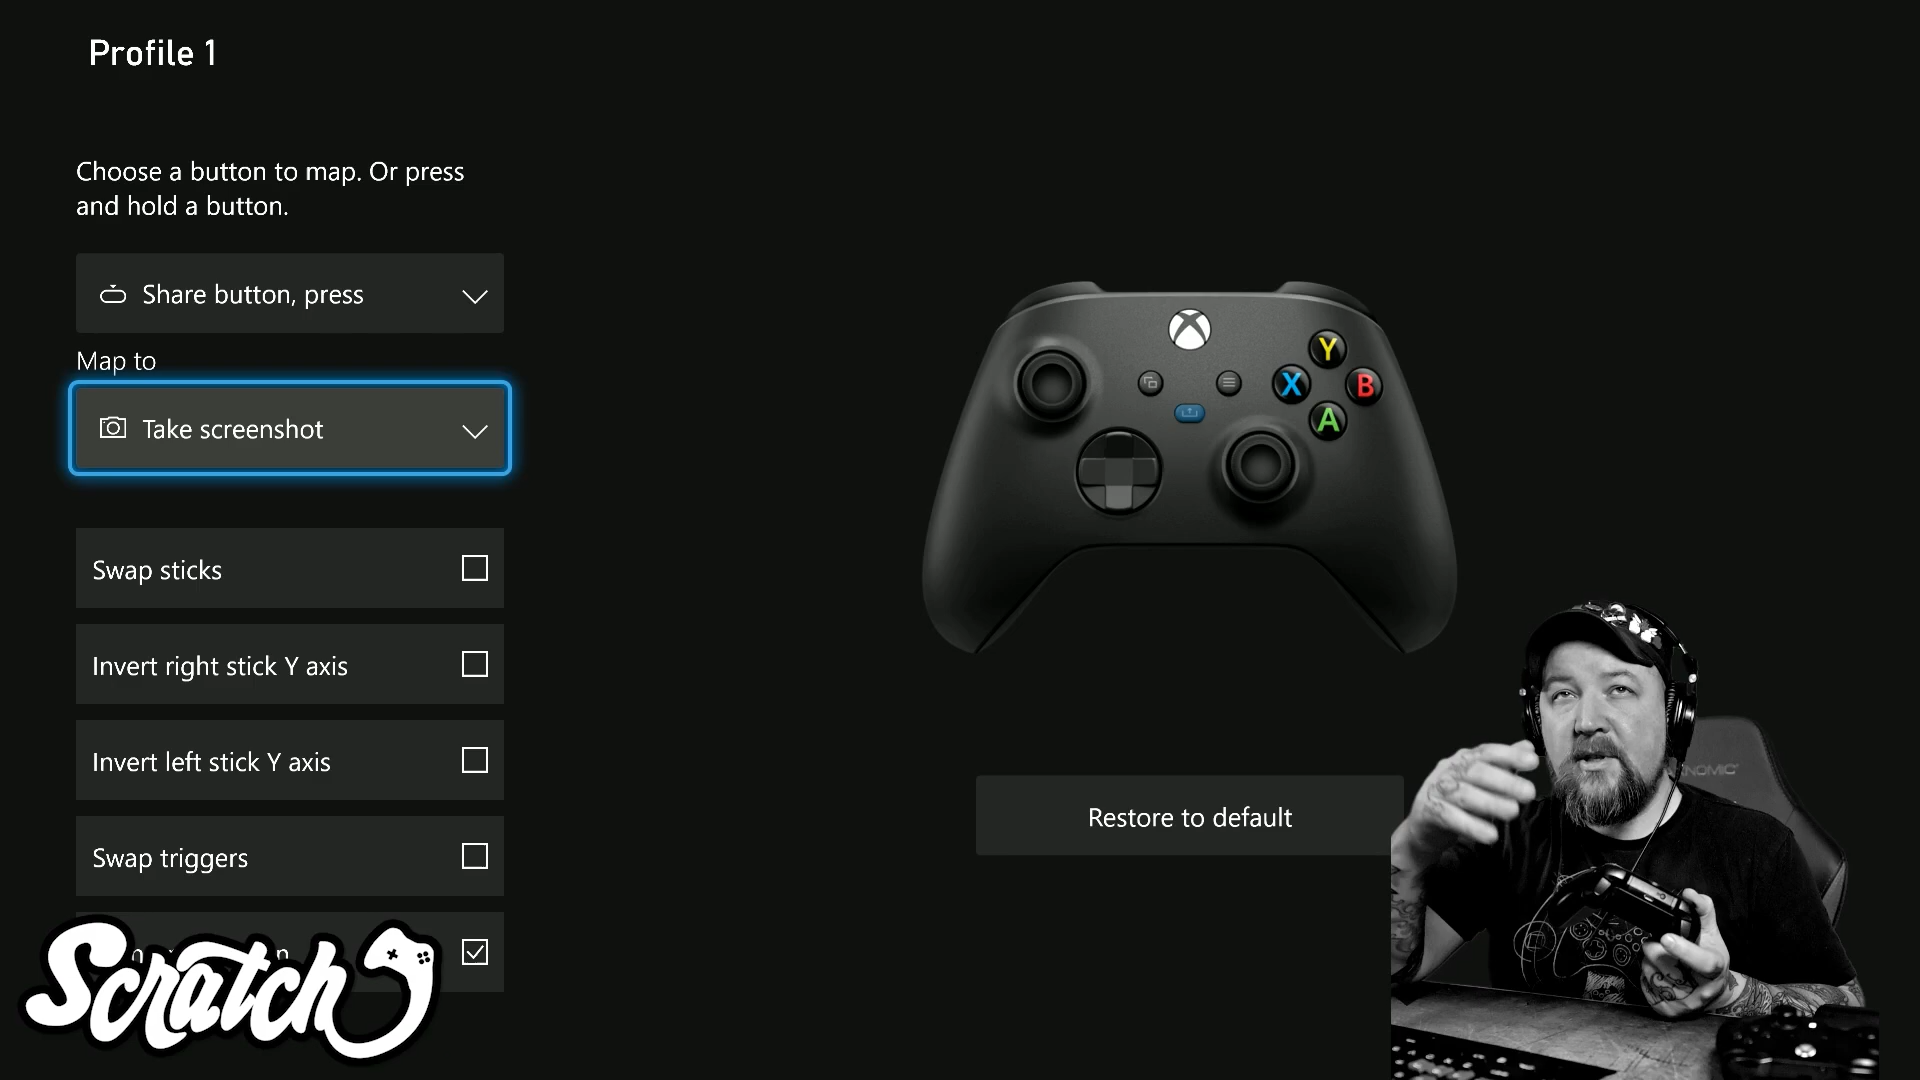 Profile 1
Choose a button to map. Or press
and hold a button.
Share button, press
Map to
Take screenshot
Swap sticks
Invert right stick Y axis
Invert left stick Y axis
Swap triggers
Restore to default
Y
X
B
A
Scratch